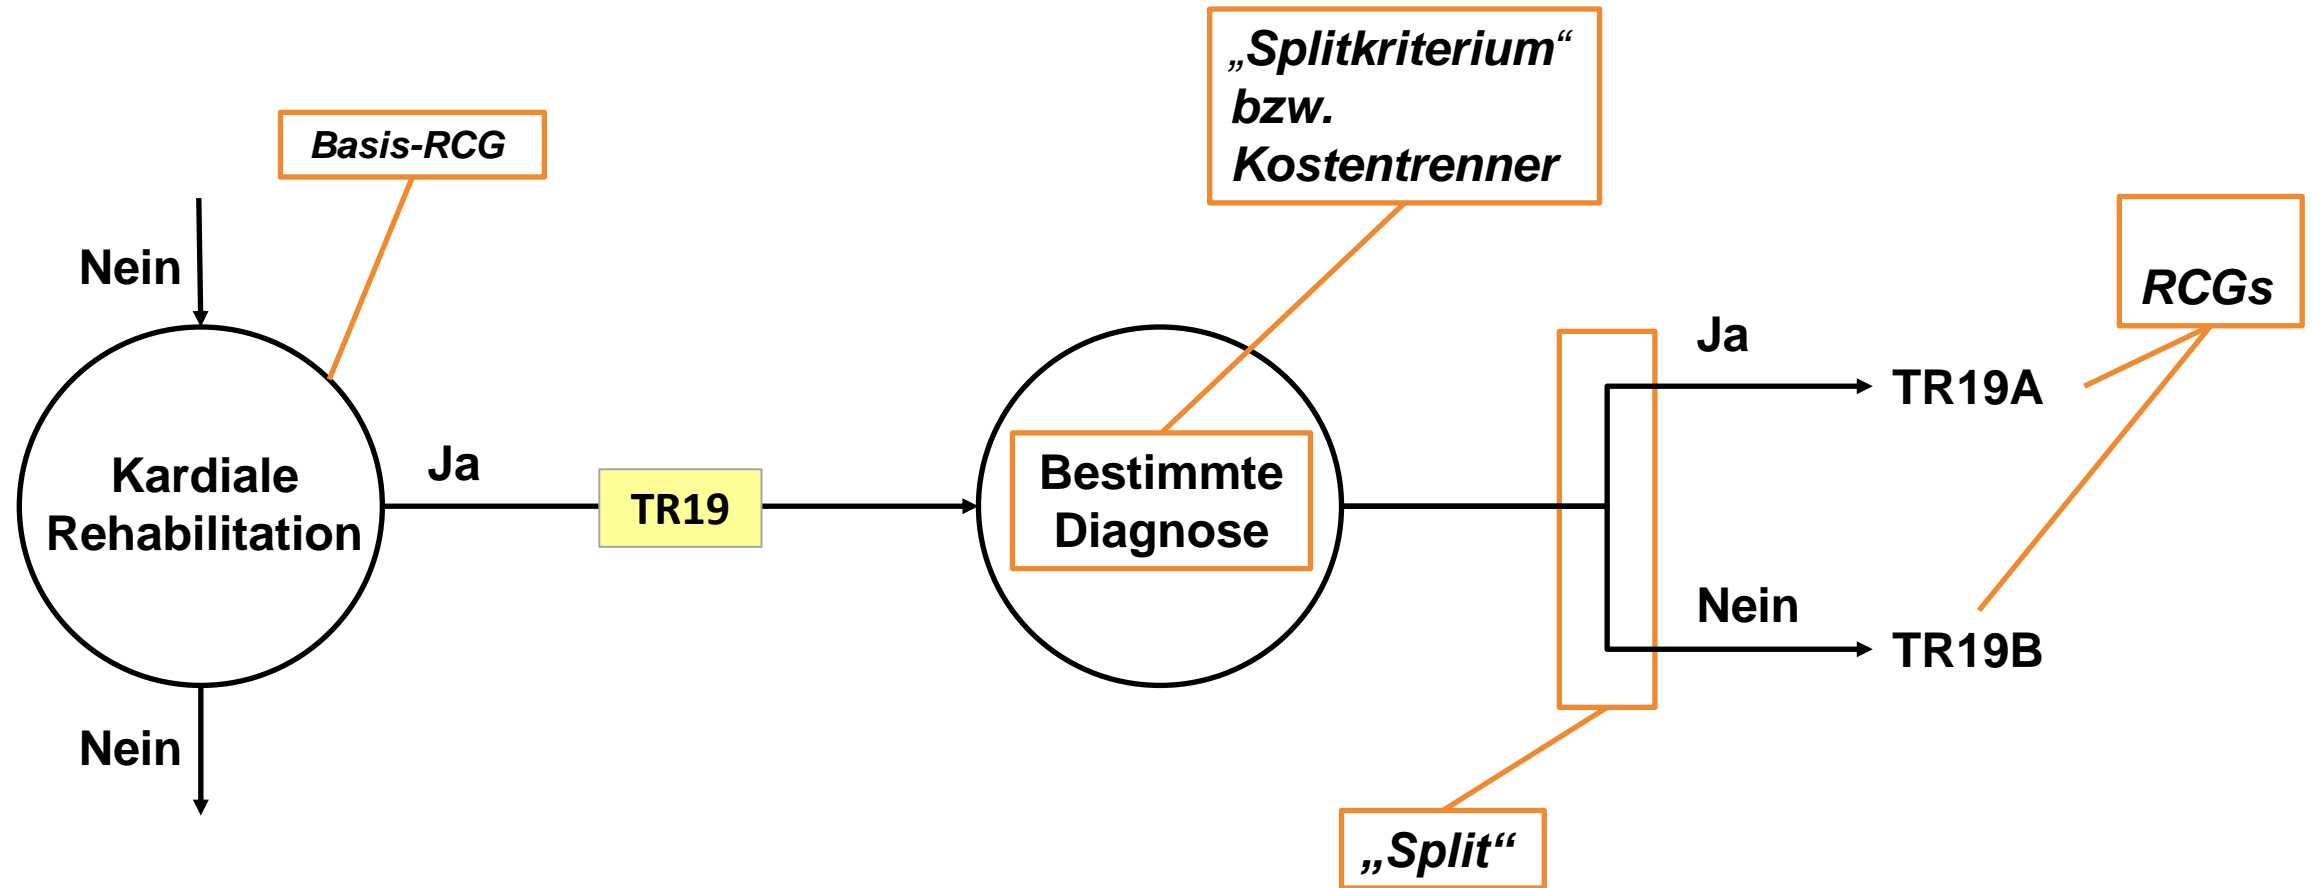 „Splitkriterium“
bzw.
Kostentrenner
Basis-RCG
Nein
RCGs
Ja
TR19A
Kardiale
Rehabilitation
Ja
TR19
Bestimmte
Diagnose
Nein
TR19B
Nein
„Split“